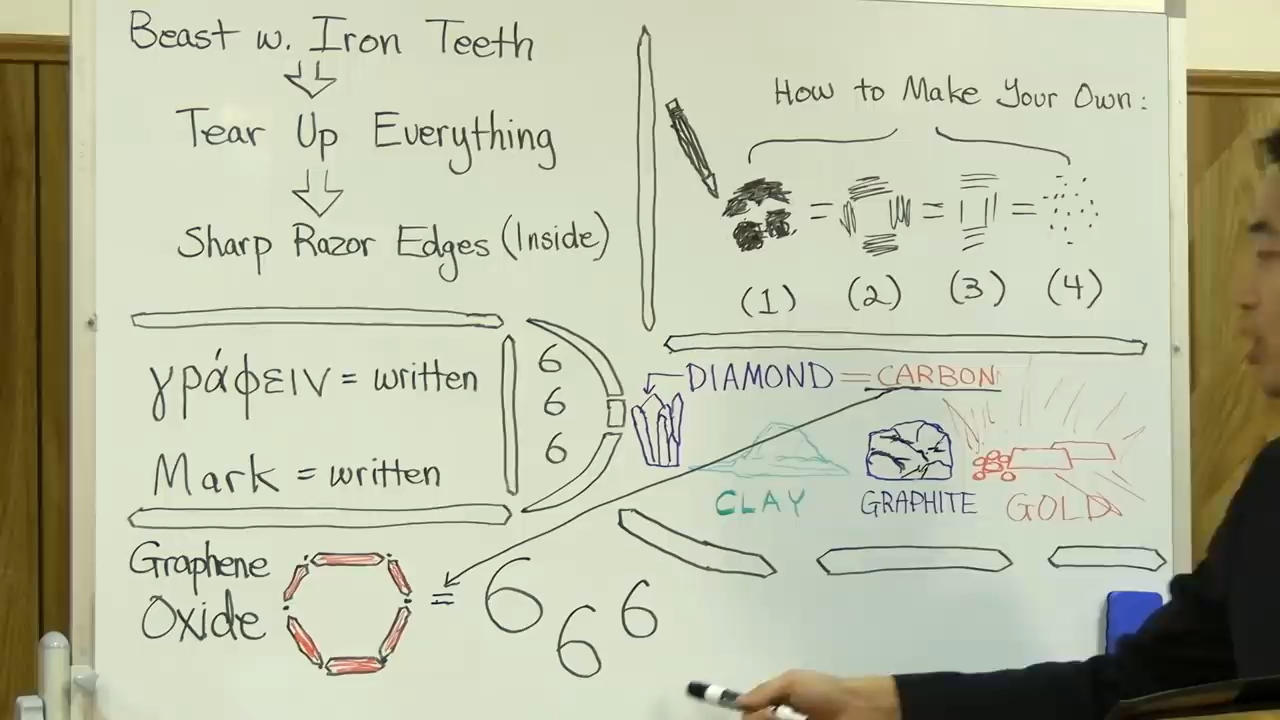 Beast w. Iron Teeth
Tear Up Everything
Sharp Razor Edges (Inside)
How to Make Your Own:
= = =
(1) (2) (3) (4)
γράφειν = written
Mark = written
6
6
6
DIAMOND = CARBON
CLAY
GRAPHITE
GOLD
Graphene
Oxide
= 6 6 6